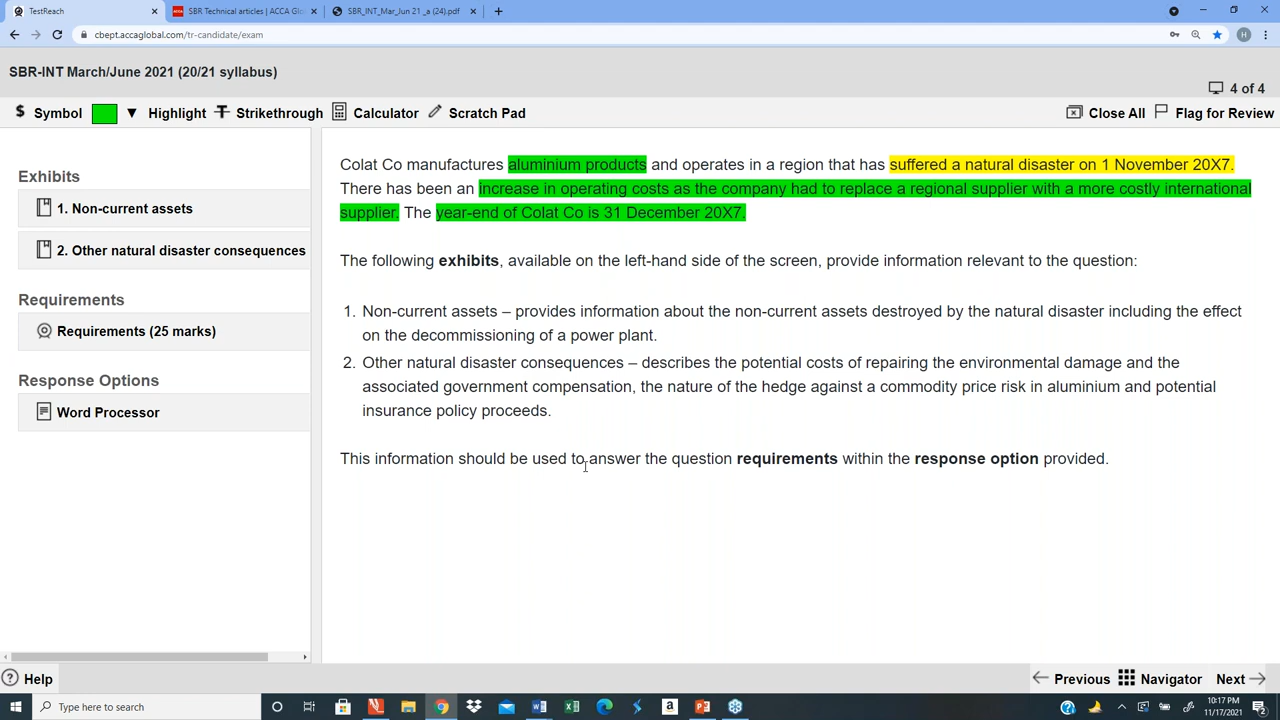 TestReach
SBR Technical articles | ACCA Glo
SBR_INT_Mar_Jun 21 _a (24).pdf
cbept.accaglobal.com/tr-candidate/exam
H
SBR-INT March/June 2021 (20/21 syllabus)
4 of 4
$ Symbol Highlight Strikethrough Calculator Scratch Pad Close All Flag for Review
Exhibits
1. Non-current assets
2. Other natural disaster consequences
Requirements
Requirements (25 marks)
Response Options
Word Processor
Colat Co manufactures aluminium products and operates in a region that has suffered a natural disaster on 1 November 20X7.
There has been an increase in operating costs as the company had to replace a regional supplier with a more costly international
supplier. The year-end of Colat Co is 31 December 20X7.
The following exhibits, available on the left-hand side of the screen, provide information relevant to the question:
1. Non-current assets – provides information about the non-current assets destroyed by the natural disaster including the effect
on the decommissioning of a power plant.
2. Other natural disaster consequences – describes the potential costs of repairing the environmental damage and the
associated government compensation, the nature of the hedge against a commodity price risk in aluminium and potential
insurance policy proceeds.
This information should be used to answer the question requirements within the response option provided.
Help
Previous Navigator Next
Type here to search
10:17 PM
11/17/2021
2